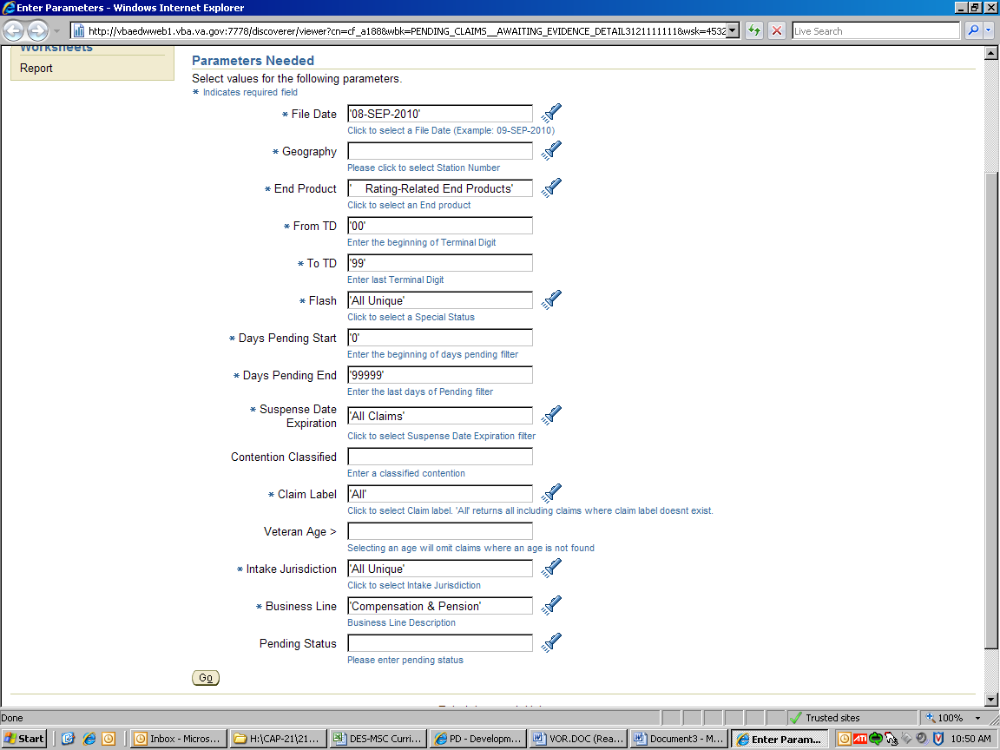 Enter Parameters - Windows Internet Explorer
http://vbaedwweb1.vba.va.gov:7778/discoverer/viewer?cn=cf_a188&wbk=PENDING_CLAIMS__AWAITING_EVIDENCE_DETAIL31211111111&wsk=4532
Live Search
Worksheets
Report
Parameters Needed
Select values for the following parameters.
* Indicates required field
* File Date '08-SEP-2010'
Click to select a File Date (Example: 09-SEP-2010)
* Geography
Please click to select Station Number
* End Product ' Rating-Related End Products'
Click to select an End product
* From TD '00'
Enter the beginning of Terminal Digit
* To TD '99'
Enter last Terminal Digit
* Flash 'All Unique'
Click to select a Special Status
* Days Pending Start '0'
Enter the beginning of days pending filter
* Days Pending End '99999'
Enter the last days of Pending filter
* Suspense Date
Expiration 'All Claims'
Click to select Suspense Date Expiration filter
Contention Classified
Enter a classified contention
* Claim Label 'All'
Click to select Claim label. 'All' returns all including claims where claim label doesnt exist.
Veteran Age >
Selecting an age will omit claims where an age is not found
* Intake Jurisdiction 'All Unique'
Click to select Intake Jurisdiction
* Business Line 'Compensation & Pension'
Business Line Description
Pending Status
Please enter pending status
Go
Done Trusted sites 100%
Start Inbox - Micros... H:\CAP-21\21... DES-MSC Curri... PD - Developm... VOR.DOC (Rea... Document3 - M... Enter Param... ATI 10:50 AM